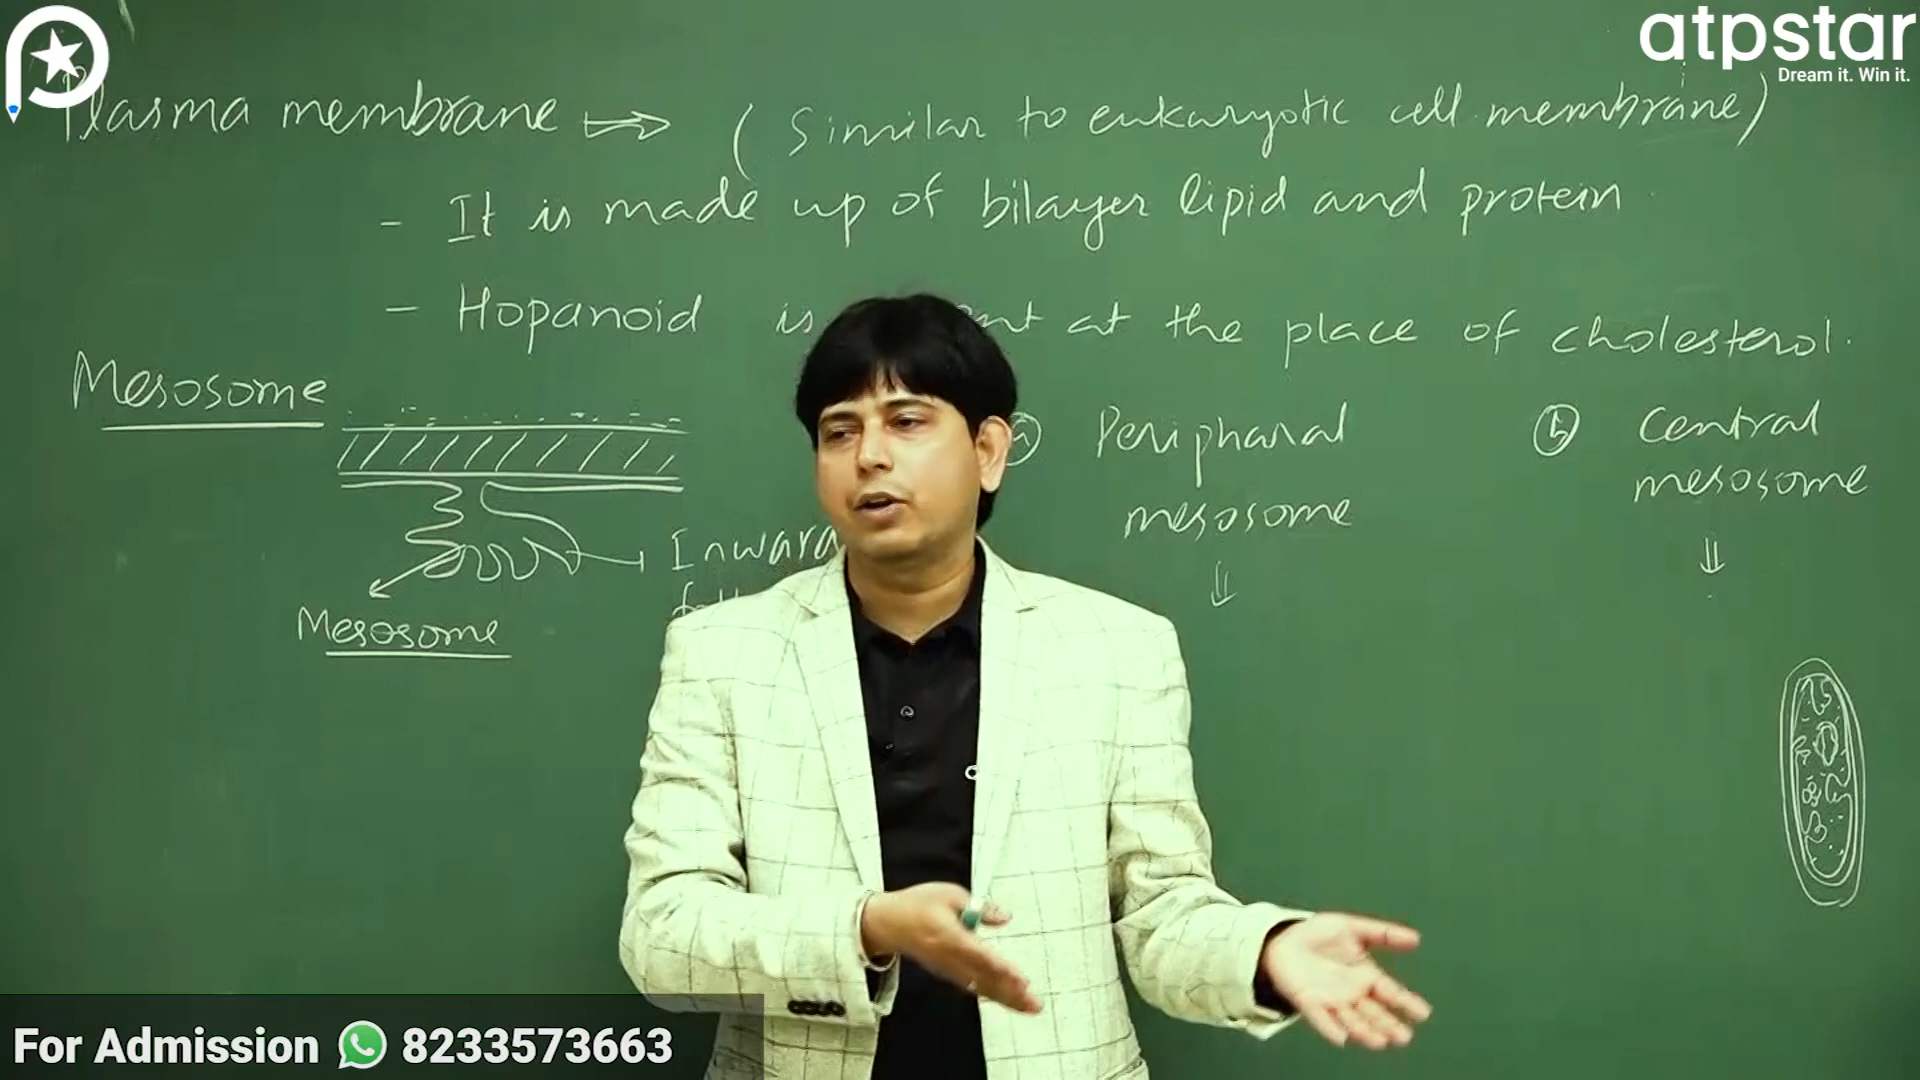 atpstar
Dream it. Win it.
Plasma membrane
(Similar to eukaryotic cell membrane)
- It is made up of bilayer lipid and protein
- Hopanoid is at the place of cholesterol.
Mesosome
Mesosome
Inward
a Peripharal
mesosome
b Central
mesosome
For Admission 8233573663